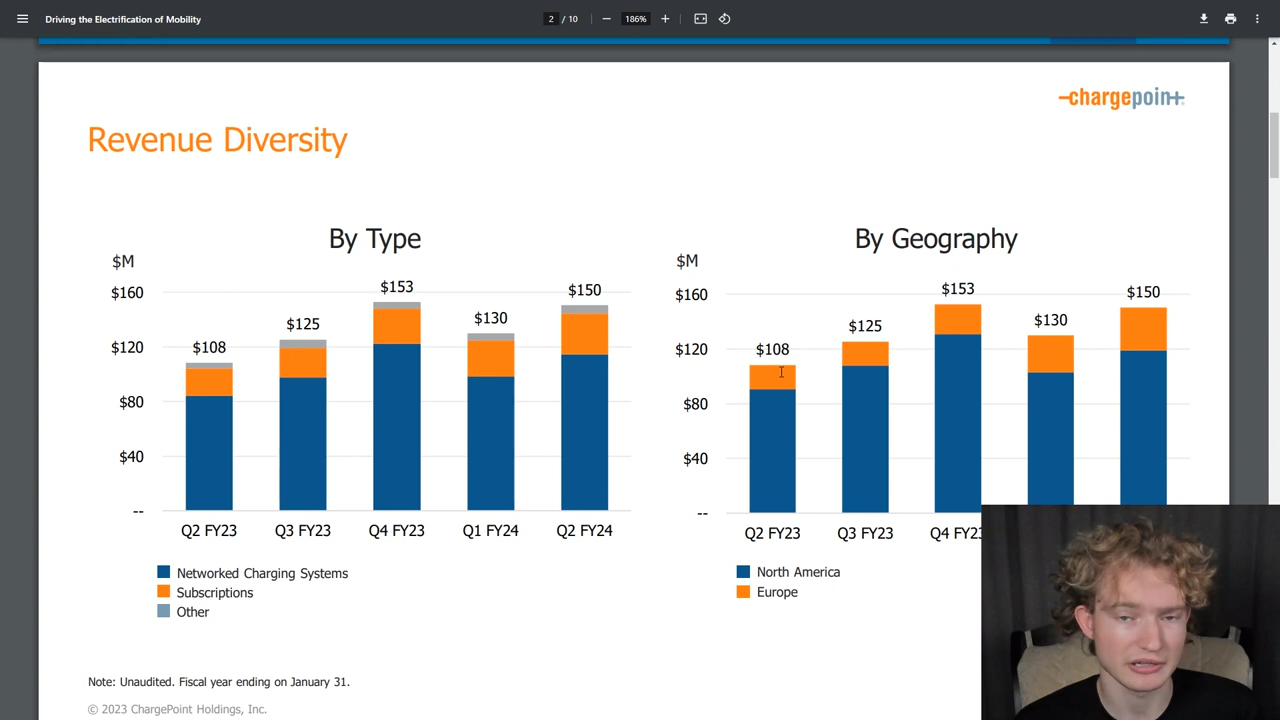 Driving the Electrification of Mobility
2 / 10
186%
chargepoint
Revenue Diversity
By Type
$M
$160
$120
$80
$40
--
$108
$125
$153
$130
$150
Q2 FY23
Q3 FY23
Q4 FY23
Q1 FY24
Q2 FY24
Networked Charging Systems
Subscriptions
Other
By Geography
$M
$160
$120
$80
$40
--
$108
$125
$153
$130
$150
Q2 FY23
Q3 FY23
Q4 FY23
North America
Europe
Note: Unaudited. Fiscal year ending on January 31.
© 2023 ChargePoint Holdings, Inc.